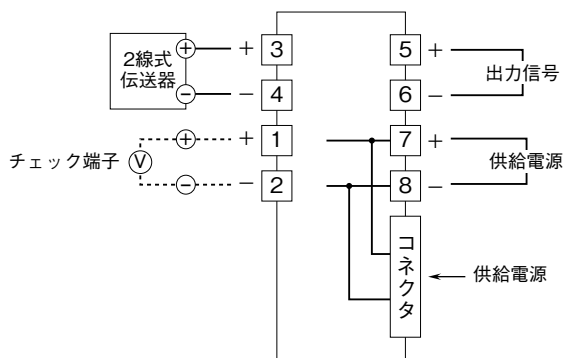 2線式
伝送器
+ + 3
− − 4
チェック端子 V
+ + 1
− − 2
5 +
6 −
出力信号
7 +
8 −
供給電源
コネクタ
供給電源